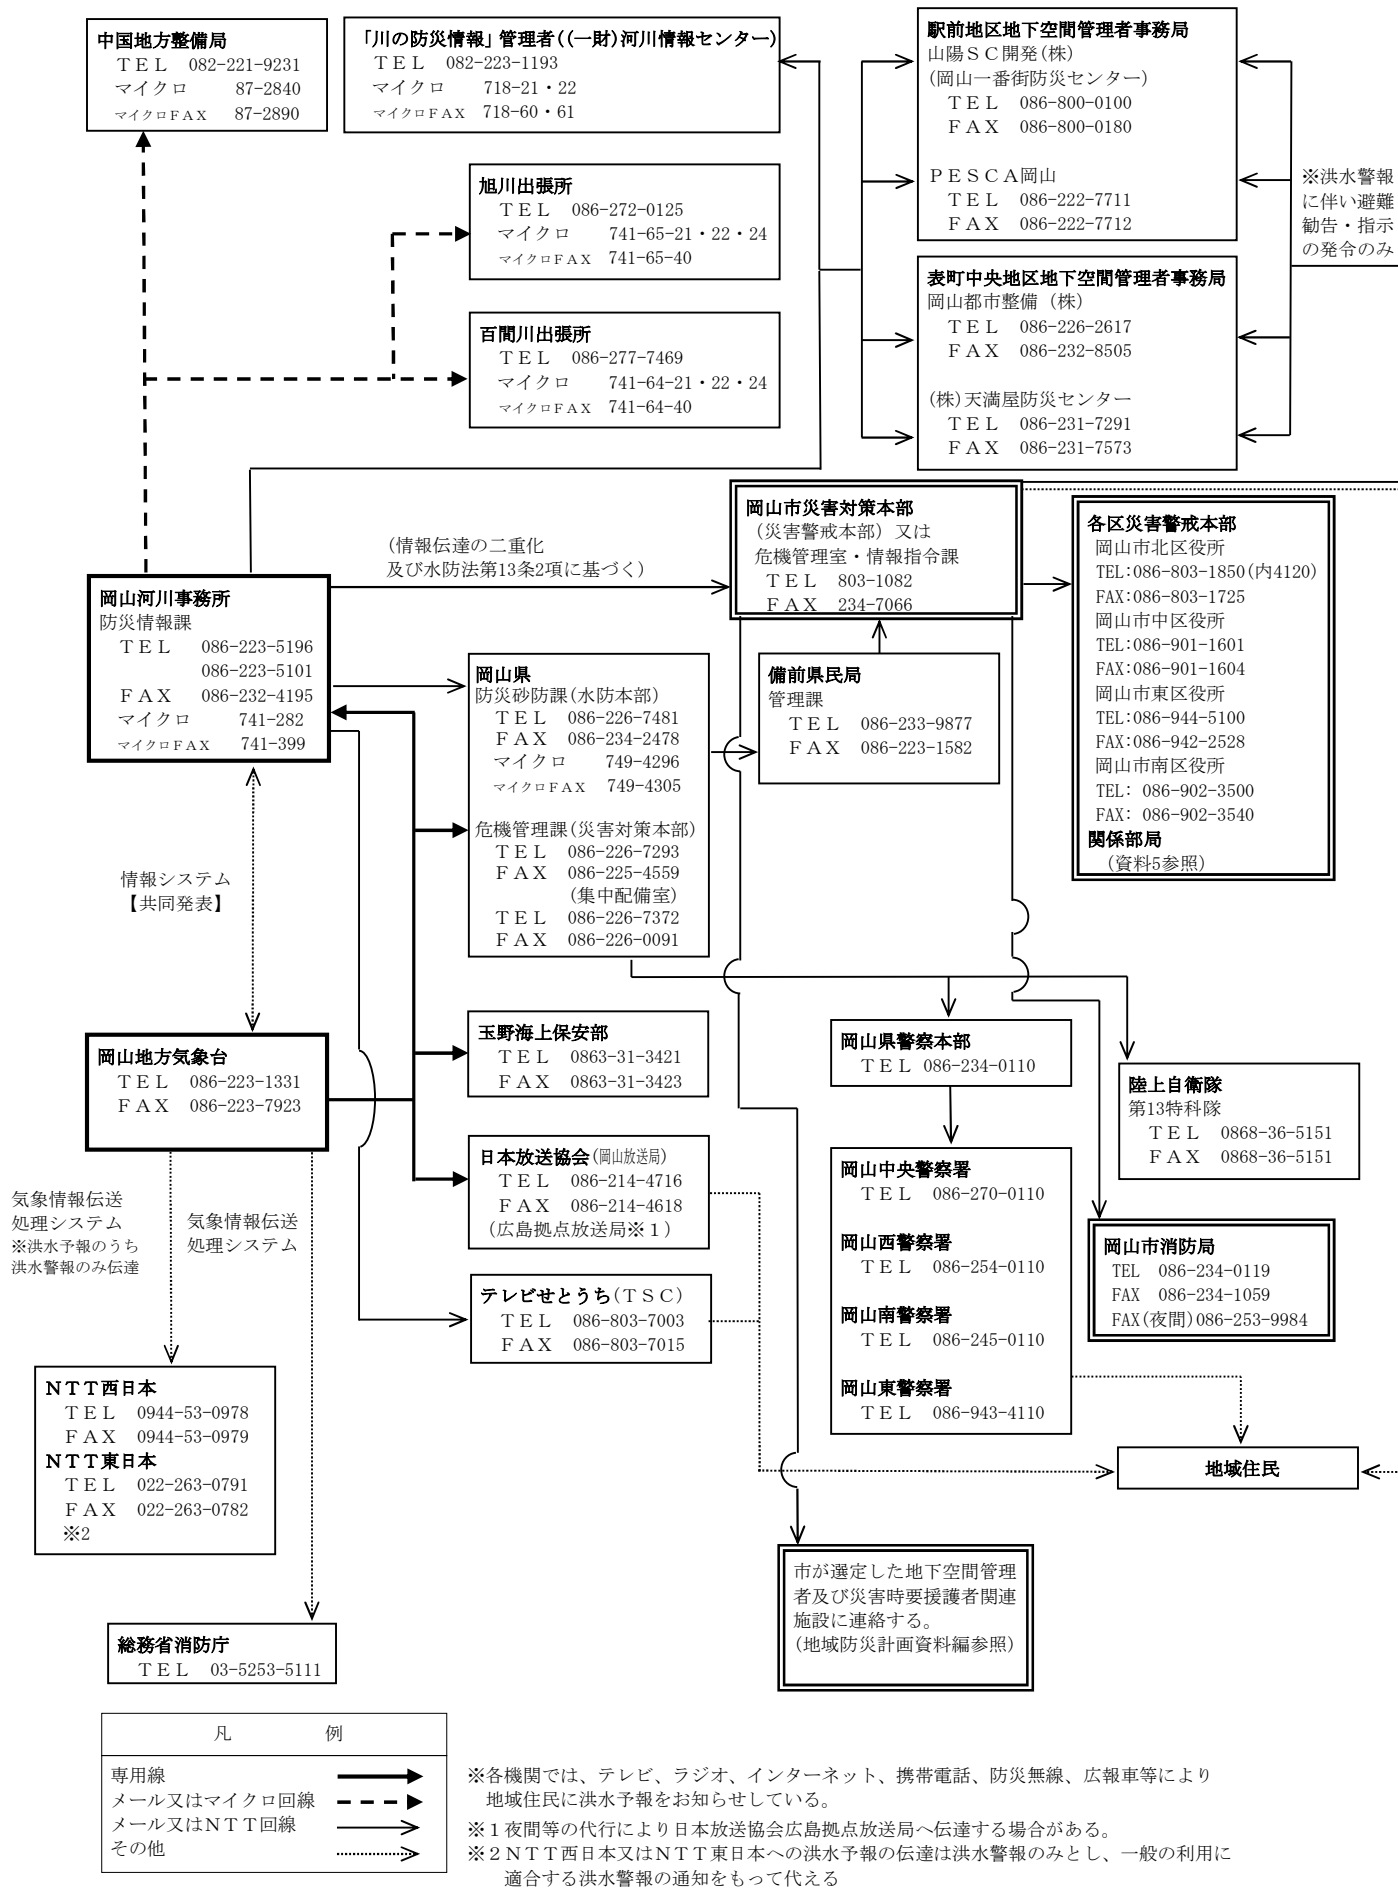 中国地方整備局
ＴＥＬ 082-221-9231
マイクロ 87-2840
マイクロＦＡＸ 87-2890
「川の防災情報」管理者((一財)河川情報センター)
ＴＥＬ 082-223-1193
マイクロ 718-21・22
マイクロＦＡＸ 718-60・61
駅前地区地下空間管理者事務局
山陽ＳＣ開発(株)
(岡山一番街防災センター)
ＴＥＬ 086-800-0100
ＦＡＸ 086-800-0180
ＰＥＳＣＡ岡山
ＴＥＬ 086-222-7711
ＦＡＸ 086-222-7712
※洪水警報
に伴い避難
勧告・指示
の発令のみ
旭川出張所
ＴＥＬ 086-272-0125
マイクロ 741-65-21・22・24
マイクロＦＡＸ 741-65-40
表町中央地区地下空間管理者事務局
岡山都市整備（株）
ＴＥＬ 086-226-2617
ＦＡＸ 086-232-8505
(株)天満屋防災センター
ＴＥＬ 086-231-7291
ＦＡＸ 086-231-7573
百間川出張所
ＴＥＬ 086-277-7469
マイクロ 741-64-21・22・24
マイクロＦＡＸ 741-64-40
(情報伝達の二重化
及び水防法第13条2項に基づく)
岡山市災害対策本部
（災害警戒本部）又は
危機管理室・情報指令課
ＴＥＬ 803-1082
ＦＡＸ 234-7066
各区災害警戒本部
岡山市北区役所
TEL:086-803-1850(内4120)
FAX:086-803-1725
岡山市中区役所
TEL:086-901-1601
FAX:086-901-1604
岡山市東区役所
TEL:086-944-5100
FAX:086-942-2528
岡山市南区役所
TEL: 086-902-3500
FAX: 086-902-3540
関係部局
（資料5参照）
岡山河川事務所
防災情報課
ＴＥＬ 086-223-5196
086-223-5101
ＦＡＸ 086-232-4195
マイクロ 741-282
マイクロＦＡＸ 741-399
岡山県
防災砂防課(水防本部)
ＴＥＬ 086-226-7481
ＦＡＸ 086-234-2478
マイクロ 749-4296
マイクロＦＡＸ 749-4305
危機管理課(災害対策本部)
ＴＥＬ 086-226-7293
ＦＡＸ 086-225-4559
(集中配備室)
ＴＥＬ 086-226-7372
ＦＡＸ 086-226-0091
備前県民局
管理課
ＴＥＬ 086-233-9877
ＦＡＸ 086-223-1582
情報システム
【共同発表】
岡山地方気象台
ＴＥＬ 086-223-1331
ＦＡＸ 086-223-7923
玉野海上保安部
ＴＥＬ 0863-31-3421
ＦＡＸ 0863-31-3423
岡山県警察本部
ＴＥＬ 086-234-0110
陸上自衛隊
第13特科隊
ＴＥＬ 0868-36-5151
ＦＡＸ 0868-36-5151
日本放送協会(岡山放送局)
ＴＥＬ 086-214-4716
ＦＡＸ 086-214-4618
（広島拠点放送局※１）
岡山中央警察署
ＴＥＬ 086-270-0110
岡山西警察署
ＴＥＬ 086-254-0110
岡山南警察署
ＴＥＬ 086-245-0110
岡山東警察署
ＴＥＬ 086-943-4110
岡山市消防局
TEL 086-234-0119
FAX 086-234-1059
FAX(夜間)086-253-9984
気象情報伝送
処理システム
※洪水予報のうち
洪水警報のみ伝達
気象情報伝送
処理システム
テレビせとうち(ＴＳＣ)
ＴＥＬ 086-803-7003
ＦＡＸ 086-803-7015
ＮＴＴ西日本
ＴＥＬ 0944-53-0978
ＦＡＸ 0944-53-0979
ＮＴＴ東日本
ＴＥＬ 022-263-0791
ＦＡＸ 022-263-0782
※2
地域住民
市が選定した地下空間管理
者及び災害時要援護者関連
施設に連絡する。
(地域防災計画資料編参照)
総務省消防庁
ＴＥＬ 03-5253-5111
凡 例
専用線
メール又はマイクロ回線
メール又はＮＴＴ回線
その他
※各機関では、テレビ、ラジオ、インターネット、携帯電話、防災無線、広報車等により
地域住民に洪水予報をお知らせしている。
※１夜間等の代行により日本放送協会広島拠点放送局へ伝達する場合がある。
※２ＮＴＴ西日本又はＮＴＴ東日本への洪水予報の伝達は洪水警報のみとし、一般の利用に
適合する洪水警報の通知をもって代える